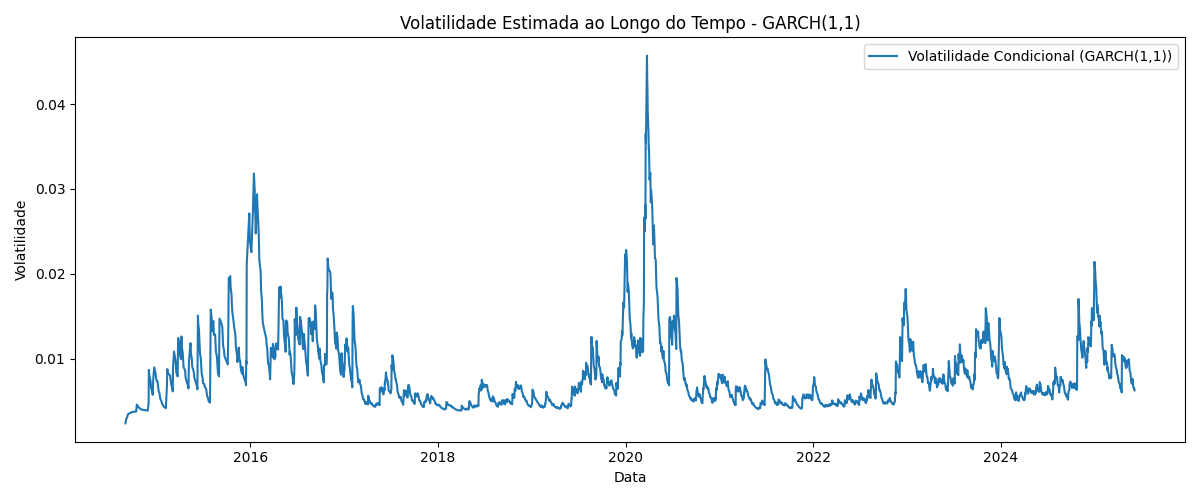 Volatilidade Estimada ao Longo do Tempo - GARCH(1,1)
Volatilidade Condicional (GARCH(1,1))
0.04
0.03
0.02
0.01
Volatilidade
2016
2018
2020
2022
2024
Data